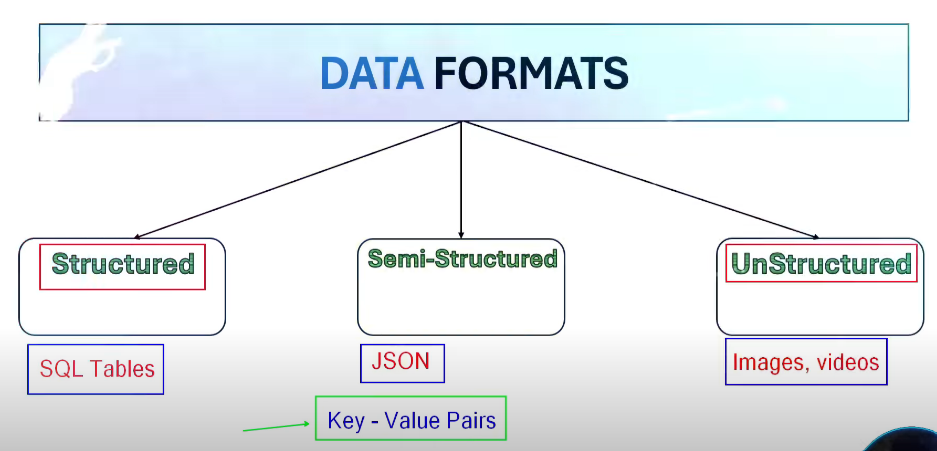 DATA FORMATS
Structured
Semi-Structured
UnStructured
SQL Tables
JSON
Images, videos
Key - Value Pairs